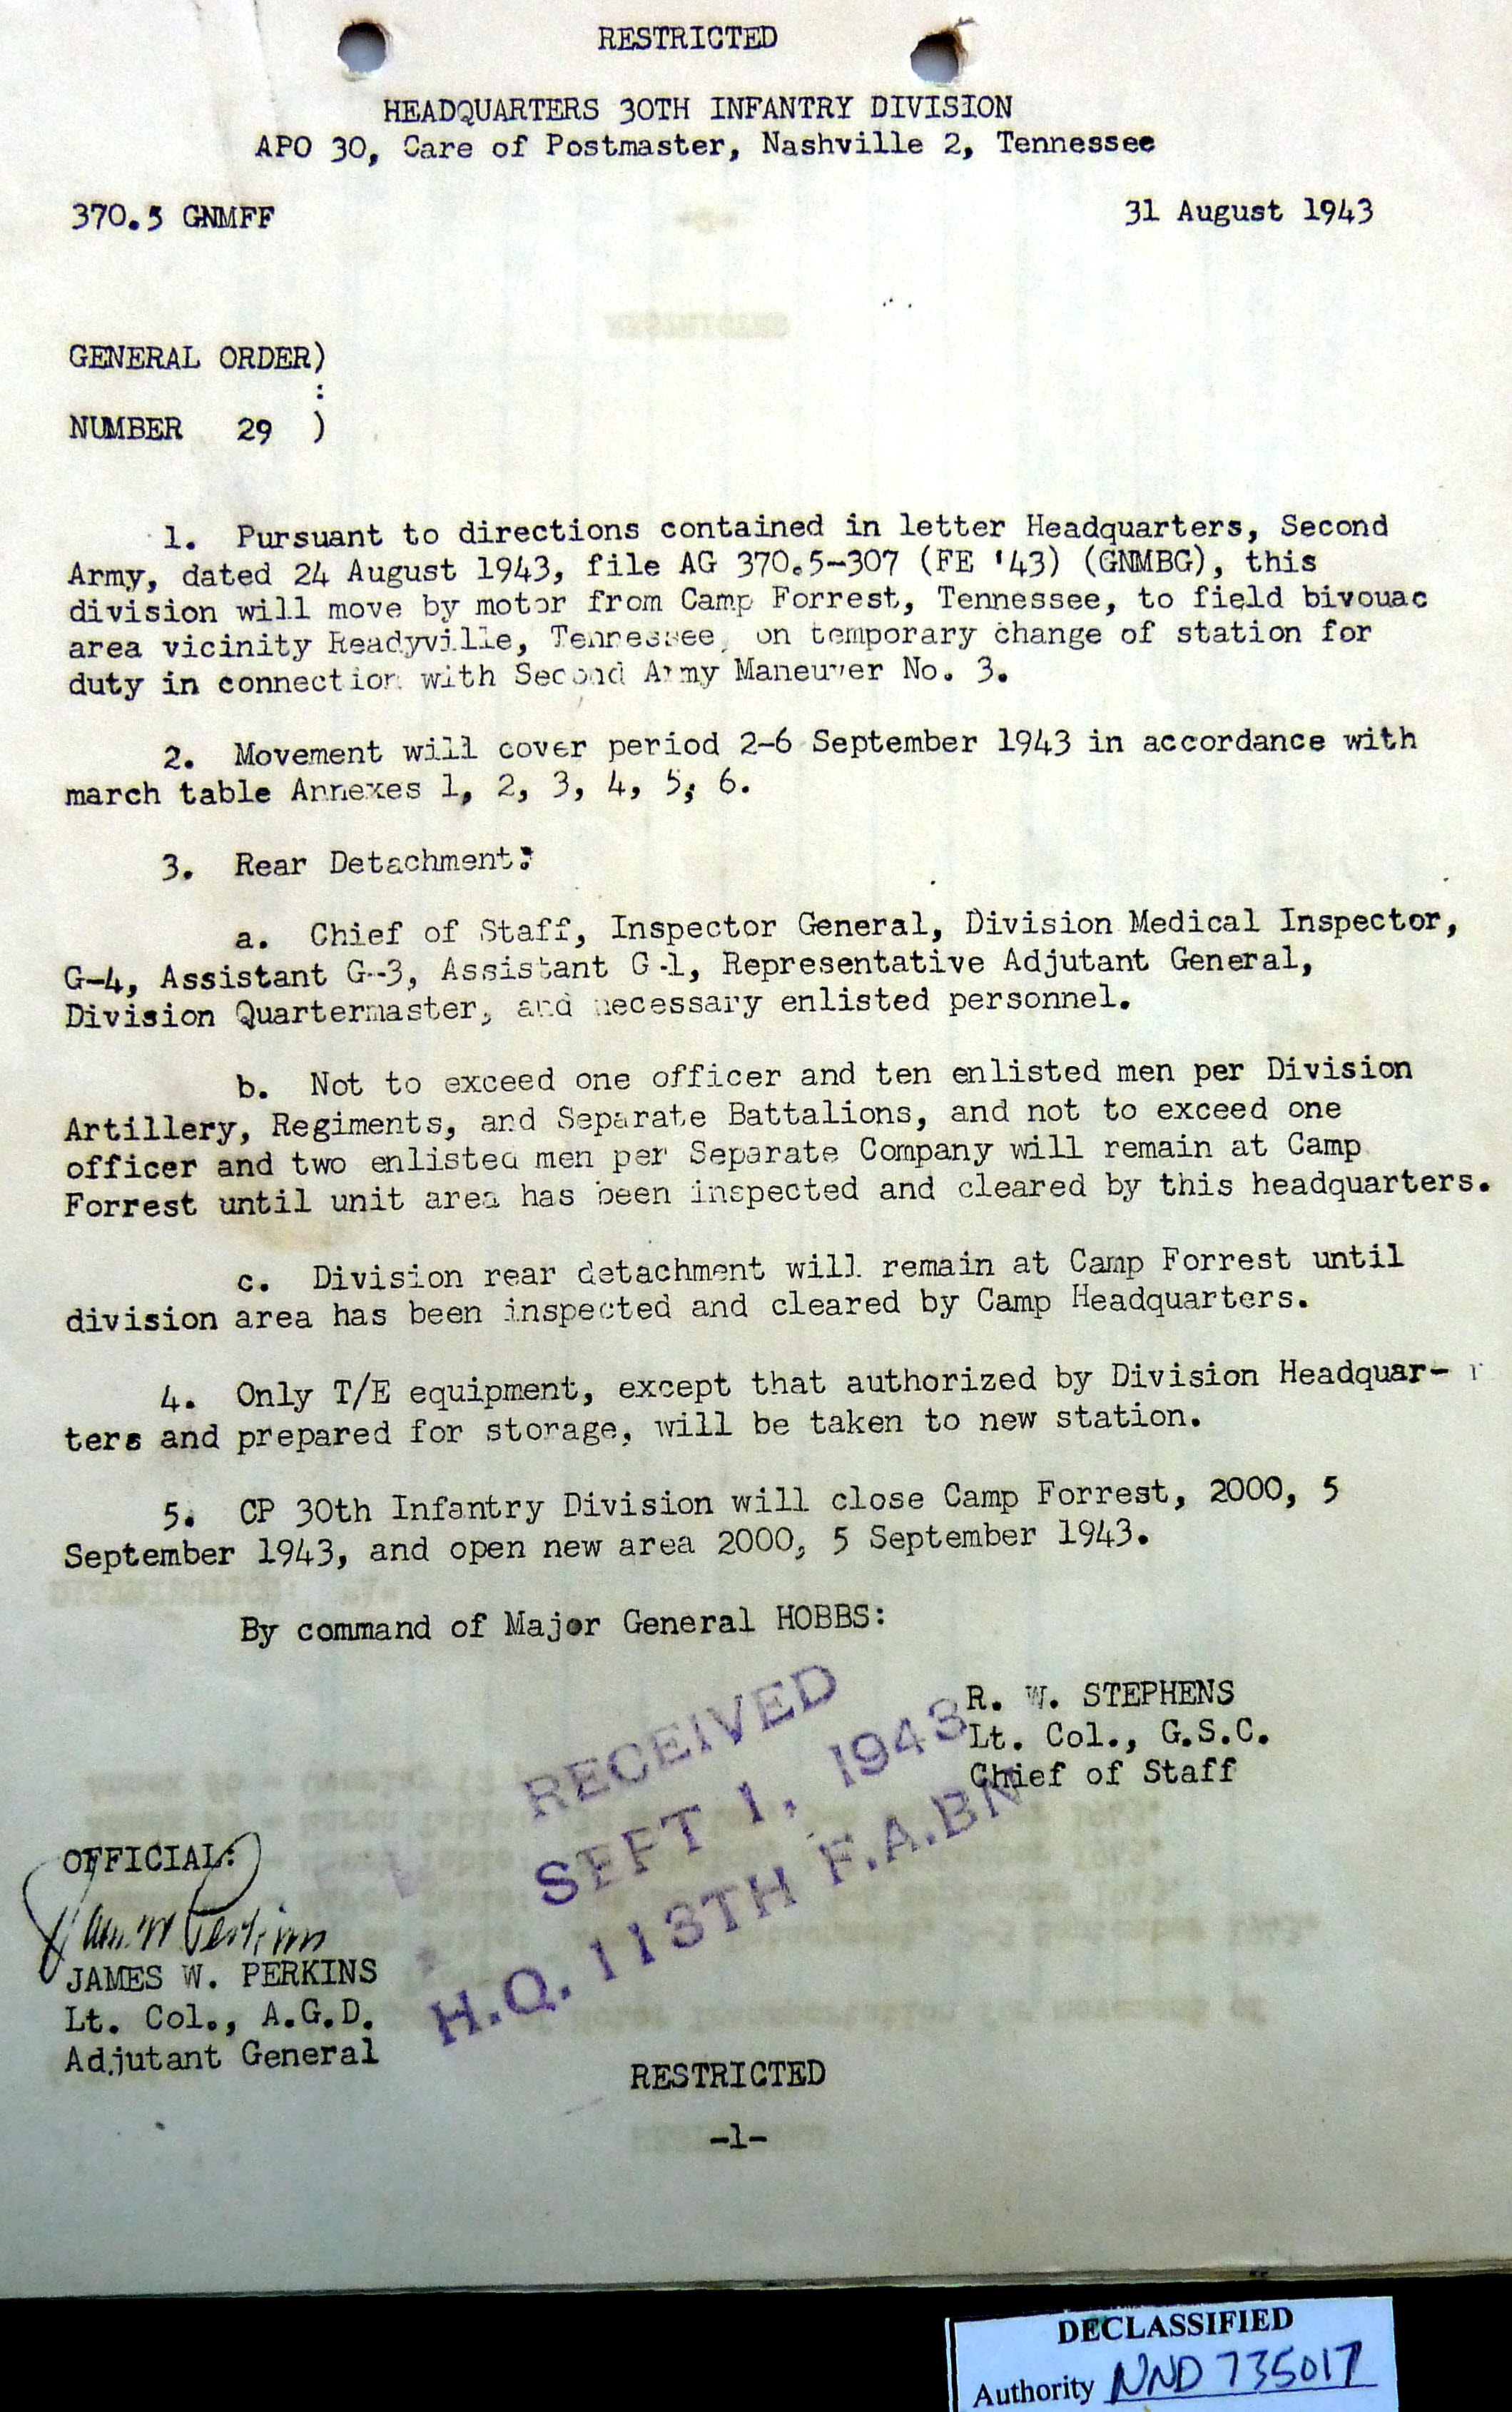 RESTRICTED
HEADQUARTERS 30TH INFANTRY DIVISION
APO 30, Care of Postmaster, Nashville 2, Tennessee
370.5 GNMFF 31 August 1943
GENERAL ORDER)
:
NUMBER 29 )
1. Pursuant to directions contained in letter Headquarters, Second
Army, dated 24 August 1943, file AG 370.5-307 (FE '43) (GNMBG), this
division will move by motor from Camp Forrest, Tennessee, to field bivouac
area vicinity Readyville, Tennessee, on temporary change of station for
duty in connection with Second Army Maneuver No. 3.
2. Movement will cover period 2-6 September 1943 in accordance with
march table Annexes 1, 2, 3, 4, 5, 6.
3. Rear Detachment:
a. Chief of Staff, Inspector General, Division Medical Inspector,
G-4, Assistant G-3, Assistant G-1, Representative Adjutant General,
Division Quartermaster, and necessary enlisted personnel.
b. Not to exceed one officer and ten enlisted men per Division
Artillery, Regiments, and Separate Battalions, and not to exceed one
officer and two enlisted men per Separate Company will remain at Camp
Forrest until unit area has been inspected and cleared by this headquarters.
c. Division rear detachment will remain at Camp Forrest until
division area has been inspected and cleared by Camp Headquarters.
4. Only T/E equipment, except that authorized by Division Headquar-
ters and prepared for storage, will be taken to new station.
5. CP 30th Infantry Division will close Camp Forrest, 2000, 5
September 1943, and open new area 2000, 5 September 1943.
By command of Major General HOBBS:
R. W. STEPHENS
Lt. Col., G.S.C.
Chief of Staff
RECEIVED
SEPT 1, 1943
H.Q. 113TH F.A.BN
OFFICIAL:
James W Perkins
JAMES W. PERKINS
Lt. Col., A.G.D.
Adjutant General
RESTRICTED
-1-
DECLASSIFIED
Authority NND 735017